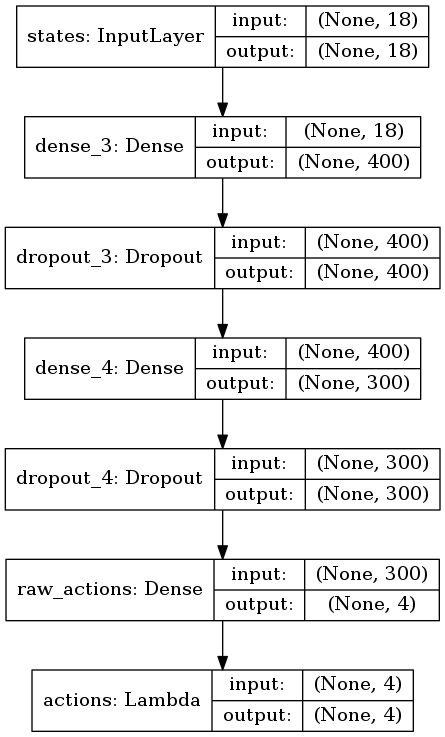 states: InputLayer
input: (None, 18)
output: (None, 18)
dense_3: Dense
input: (None, 18)
output: (None, 400)
dropout_3: Dropout
input: (None, 400)
output: (None, 400)
dense_4: Dense
input: (None, 400)
output: (None, 300)
dropout_4: Dropout
input: (None, 300)
output: (None, 300)
raw_actions: Dense
input: (None, 300)
output: (None, 4)
actions: Lambda
input: (None, 4)
output: (None, 4)